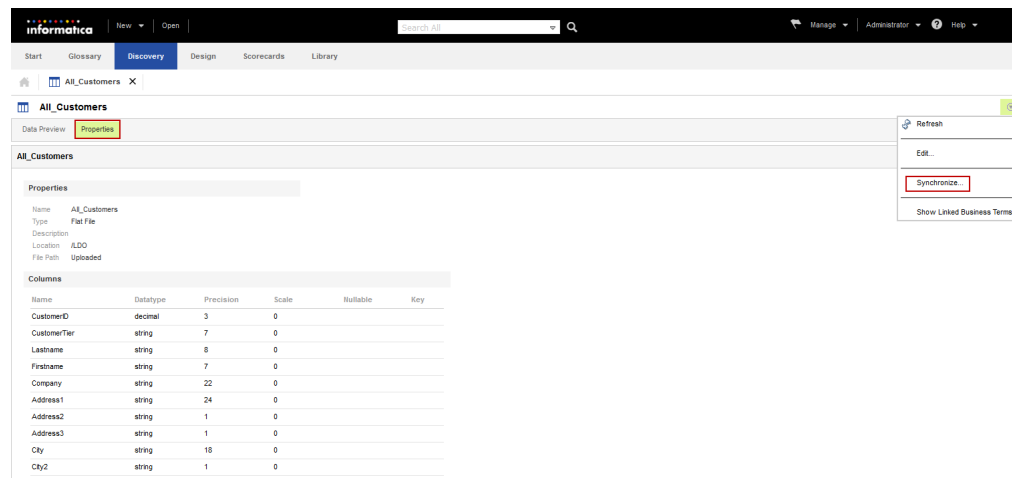 informatica New Open Search All Manage Administrator ? Help
Start Glossary Discovery Design Scorecards Library
All_Customers X
All_Customers
Data Preview Properties
Refresh
Edit...
Synchronize...
Show Linked Business Terms
All_Customers
Properties
Name All_Customers
Type Flat File
Description
Location /LDO
File Path Uploaded
Columns
Name Datatype Precision Scale Nullable Key
CustomerID decimal 3 0
CustomerTier string 7 0
Lastname string 8 0
Firstname string 7 0
Company string 22 0
Address1 string 24 0
Address2 string 1 0
Address3 string 1 0
City string 18 0
City2 string 1 0